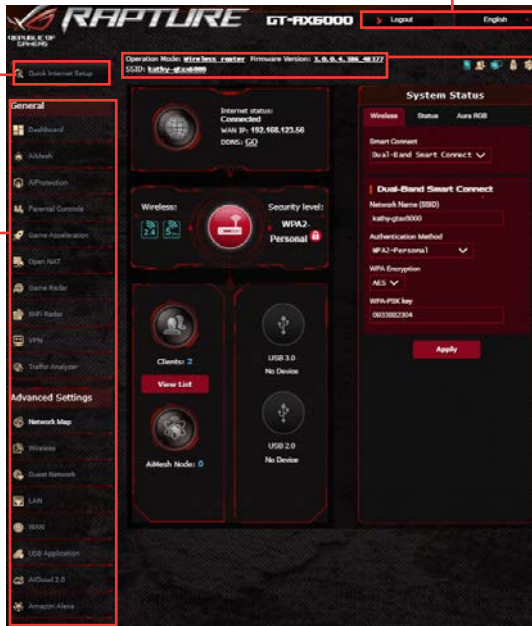 REPUBLIC OF
GAMERS
RAPTURE
GT-AX6000
Logout
English
Operation Mode: Wireless router Firmware Version: 3.0.0.4.386_48377
SSID: kathy-gtax6000
Quick Internet Setup
General
Dashboard
AiMesh
AiProtection
Parental Controls
Game Acceleration
Open NAT
Game Radar
WiFi Radar
VPN
Traffic Analyzer
Advanced Settings
Network Map
Wireless
Guest Network
LAN
WAN
USB Application
AiCloud 2.0
Amazon Alexa
Internet status:
Connected
WAN IP: 192.168.123.56
DDNS: GO
Wireless:
2.4
5
Security level:
WPA2-
Personal
Clients: 2
View List
AiMesh Node: 0
USB 3.0
No Device
USB 2.0
No Device
System Status
Wireless
Status
Aura RGB
Smart Connect
Dual-Band Smart Connect
Dual-Band Smart Connect
Network Name (SSID)
kathy-gtax6000
Authentication Method
WPA2-Personal
WPA Encryption
AES
WPA-PSK key
0933882304
Apply